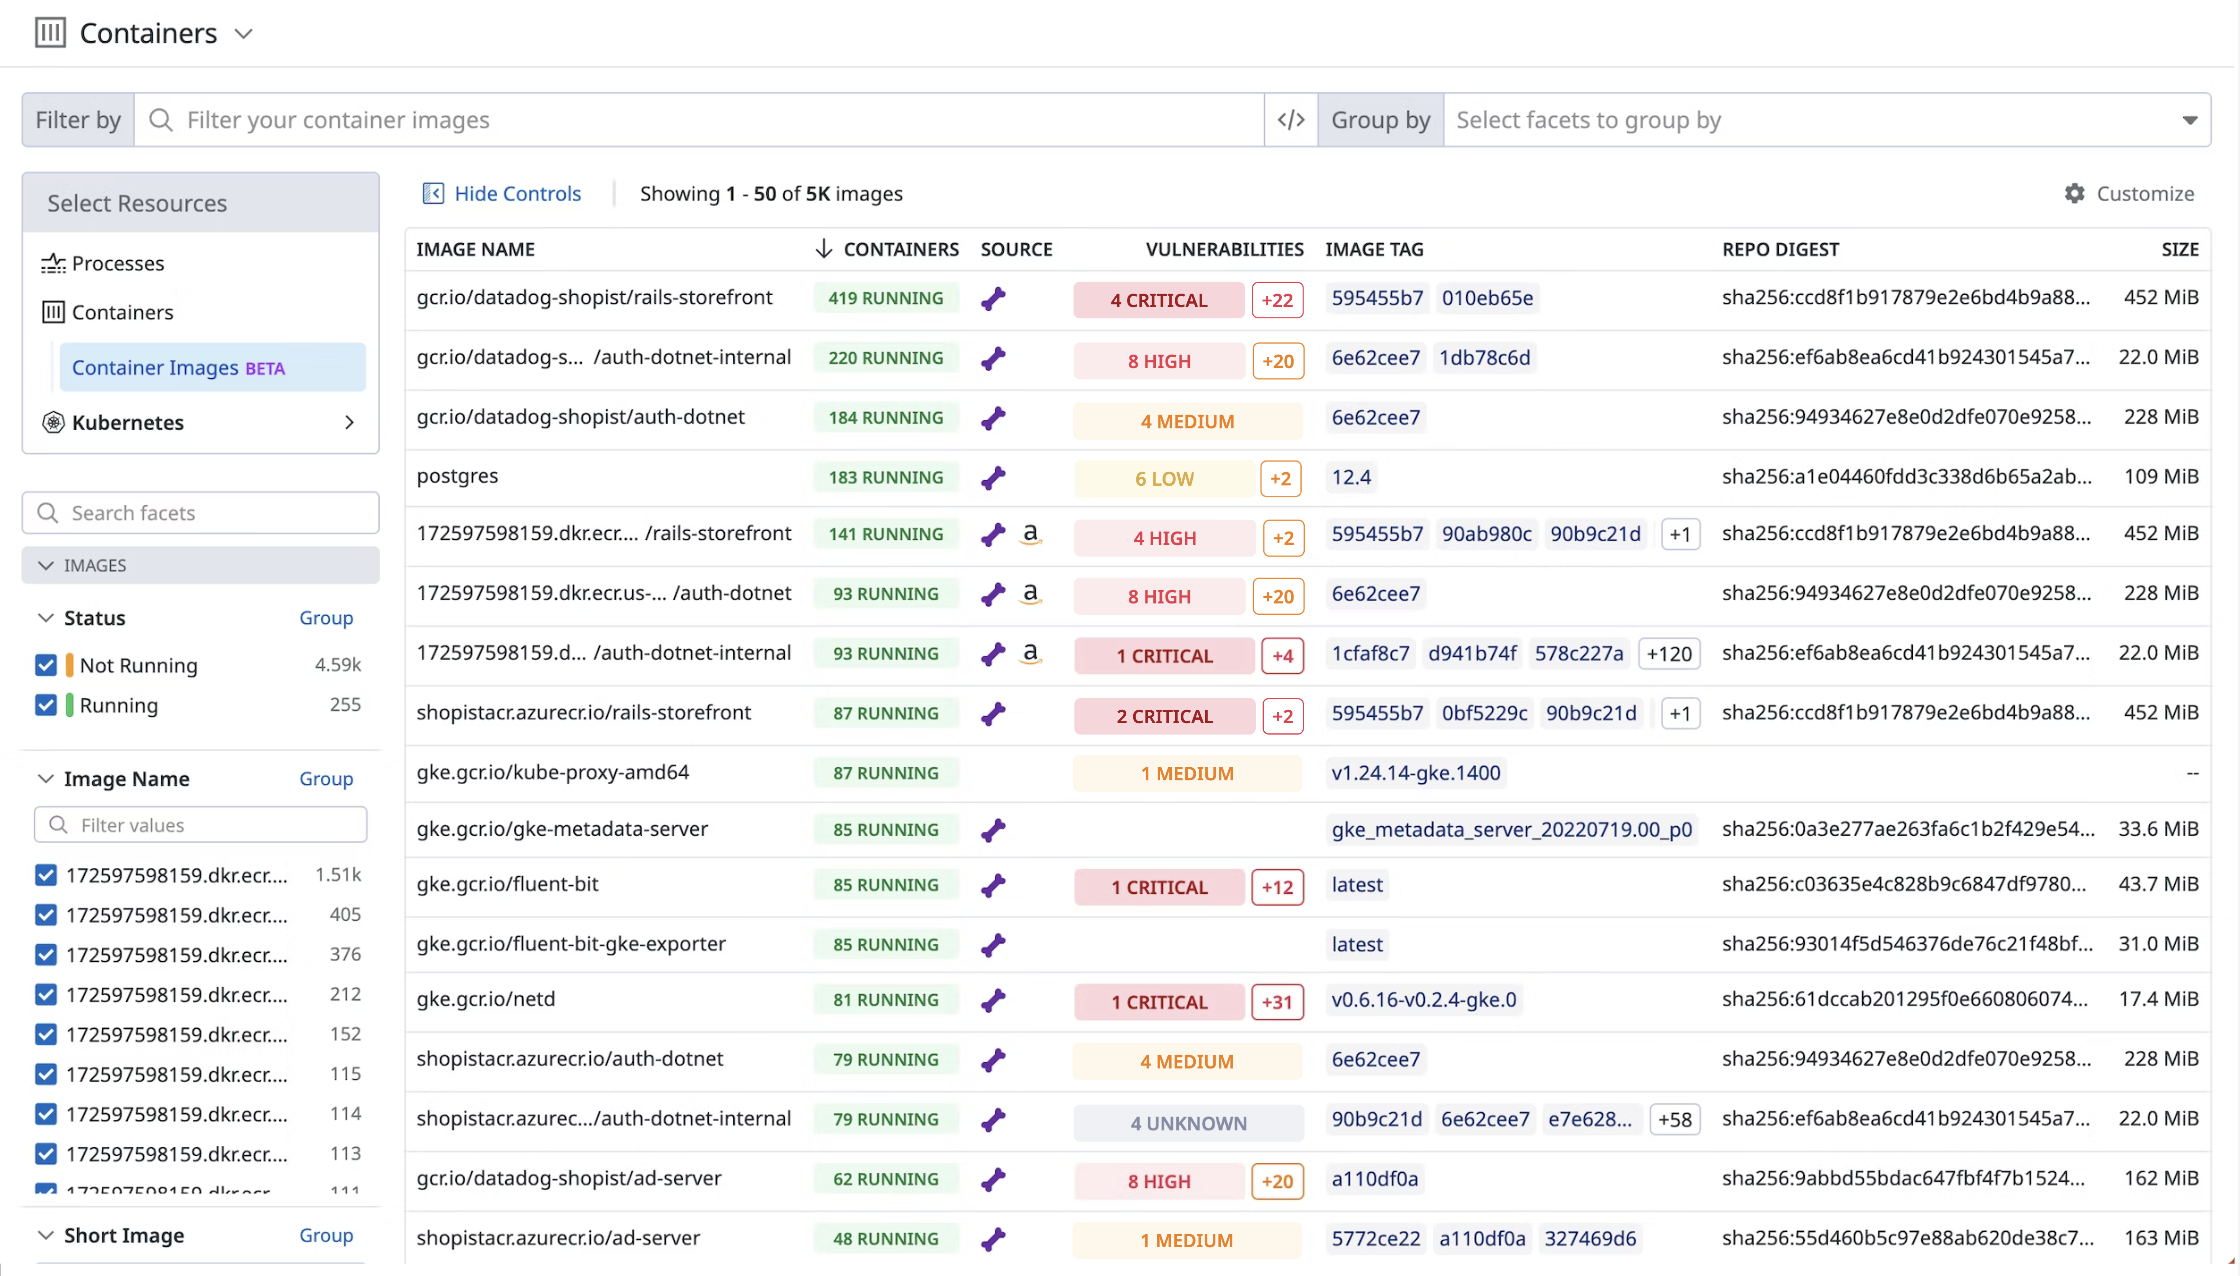 Containers
Filter by Filter your container images </> Group by Select facets to group by
Select Resources
Processes
Containers
Container Images BETA
Kubernetes
Search facets
IMAGES
Status Group
Not Running 4.59k
Running 255
Image Name Group
Filter values
172597598159.dkr.ecr.... 1.51k
172597598159.dkr.ecr.... 405
172597598159.dkr.ecr.... 376
172597598159.dkr.ecr.... 212
172597598159.dkr.ecr.... 152
172597598159.dkr.ecr.... 115
172597598159.dkr.ecr.... 114
172597598159.dkr.ecr.... 113
Short Image Group
Hide Controls Showing 1 - 50 of 5K images Customize
IMAGE NAME CONTAINERS SOURCE VULNERABILITIES IMAGE TAG REPO DIGEST SIZE
gcr.io/datadog-shopist/rails-storefront 419 RUNNING 4 CRITICAL +22 595455b7 010eb65e sha256:ccd8f1b917879e2e6bd4b9a88... 452 MiB
gcr.io/datadog-s... /auth-dotnet-internal 220 RUNNING 8 HIGH +20 6e62cee7 1db78c6d sha256:ef6ab8ea6cd41b924301545a7... 22.0 MiB
gcr.io/datadog-shopist/auth-dotnet 184 RUNNING 4 MEDIUM 6e62cee7 sha256:94934627e8e0d2dfe070e9258... 228 MiB
postgres 183 RUNNING 6 LOW +2 12.4 sha256:a1e04460fdd3c338d6b65a2ab... 109 MiB
172597598159.dkr.ecr.... /rails-storefront 141 RUNNING a 4 HIGH +2 595455b7 90ab980c 90b9c21d +1 sha256:ccd8f1b917879e2e6bd4b9a88... 452 MiB
172597598159.dkr.ecr.us-... /auth-dotnet 93 RUNNING a 8 HIGH +20 6e62cee7 sha256:94934627e8e0d2dfe070e9258... 228 MiB
172597598159.d... /auth-dotnet-internal 93 RUNNING a 1 CRITICAL +4 1cfaf8c7 d941b74f 578c227a +120 sha256:ef6ab8ea6cd41b924301545a7... 22.0 MiB
shopistacr.azurecr.io/rails-storefront 87 RUNNING 2 CRITICAL +2 595455b7 0bf5229c 90b9c21d +1 sha256:ccd8f1b917879e2e6bd4b9a88... 452 MiB
gke.gcr.io/kube-proxy-amd64 87 RUNNING 1 MEDIUM v1.24.14-gke.1400 --
gke.gcr.io/gke-metadata-server 85 RUNNING gke_metadata_server_20220719.00_p0 sha256:0a3e277ae263fa6c1b2f429e54... 33.6 MiB
gke.gcr.io/fluent-bit 85 RUNNING 1 CRITICAL +12 latest sha256:c03635e4c828b9c6847df9780... 43.7 MiB
gke.gcr.io/fluent-bit-gke-exporter 85 RUNNING latest sha256:93014f5d546376de76c21f48bf... 31.0 MiB
gke.gcr.io/netd 81 RUNNING 1 CRITICAL +31 v0.6.16-v0.2.4-gke.0 sha256:61dccab201295f0e660806074... 17.4 MiB
shopistacr.azurecr.io/auth-dotnet 79 RUNNING 4 MEDIUM 6e62cee7 sha256:94934627e8e0d2dfe070e9258... 228 MiB
shopistacr.azurec.../auth-dotnet-internal 79 RUNNING 4 UNKNOWN 90b9c21d 6e62cee7 e7e628... +58 sha256:ef6ab8ea6cd41b924301545a7... 22.0 MiB
gcr.io/datadog-shopist/ad-server 62 RUNNING 8 HIGH +20 a110df0a sha256:9abbd55bdac647fbf4f7b1524... 162 MiB
shopistacr.azurecr.io/ad-server 48 RUNNING 1 MEDIUM 5772ce22 a110df0a 327469d6 sha256:55d460b5c97e88ab620de38c7... 163 MiB